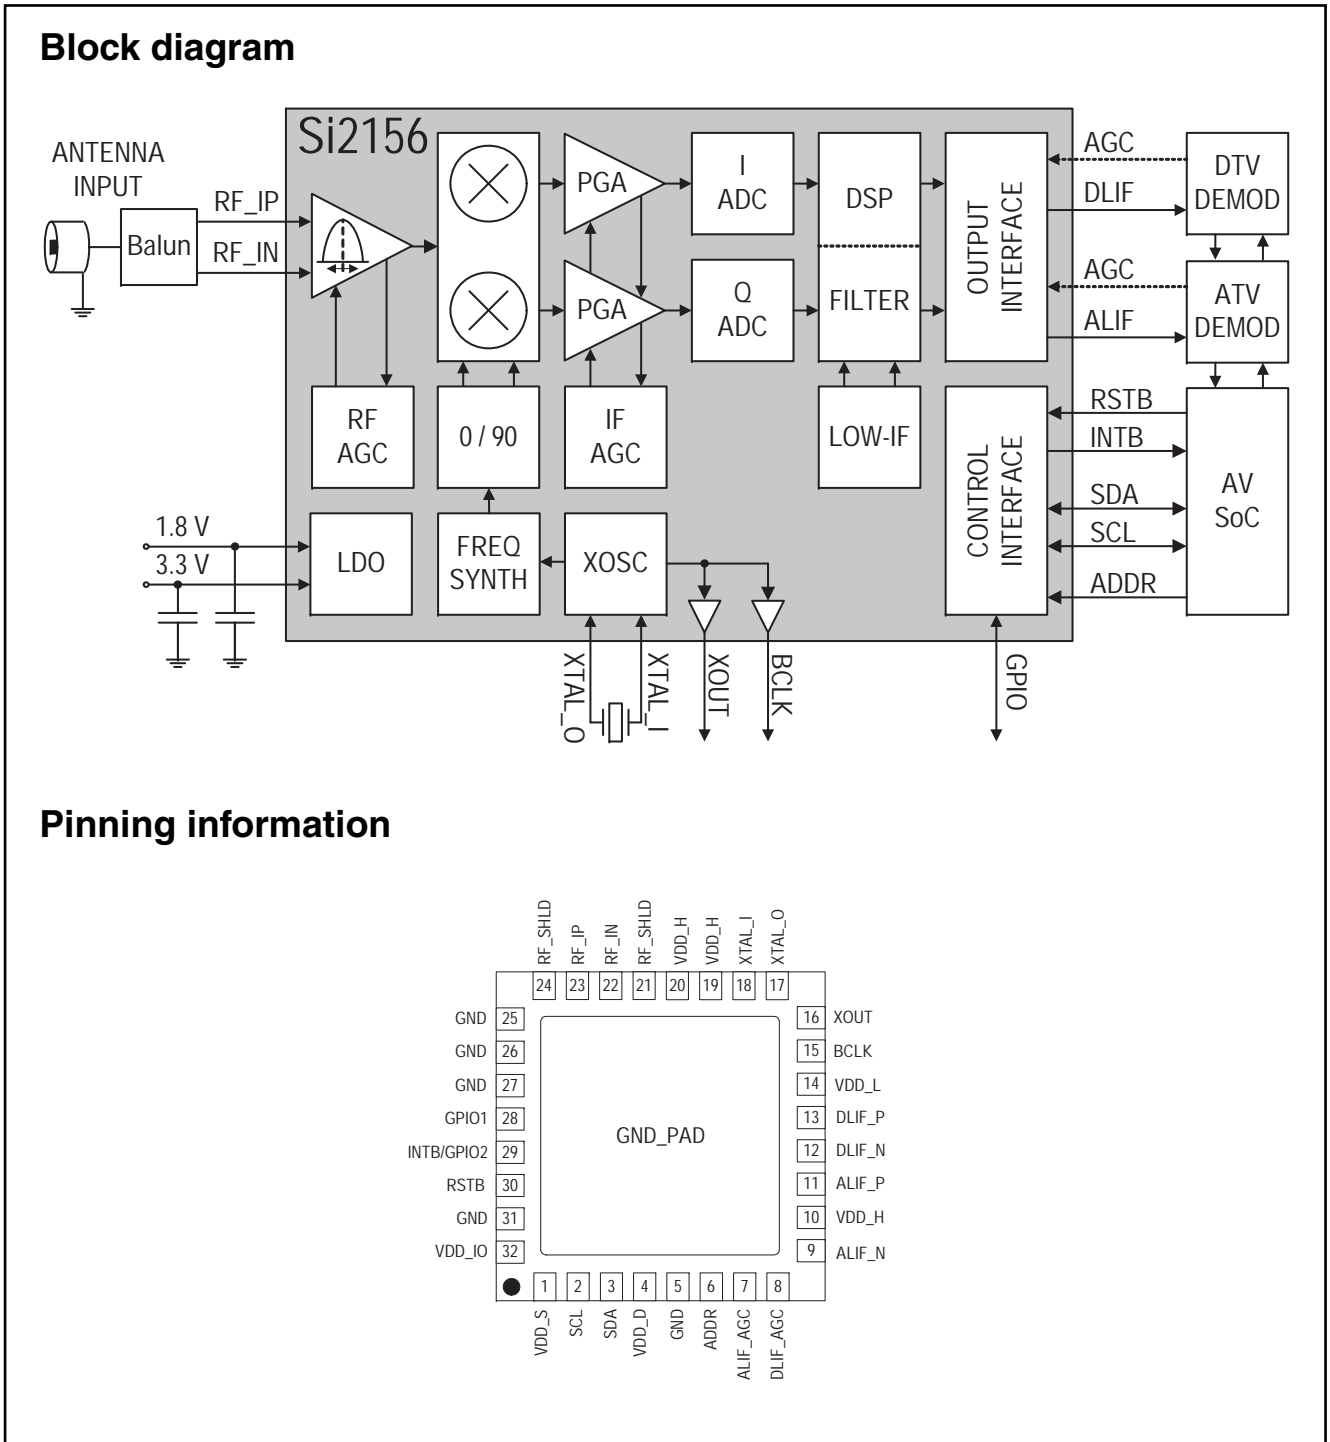 Block diagram
Si2156
ANTENNA
INPUT
Balun
RF_IP
RF_IN
PGA
PGA
I
ADC
Q
ADC
DSP
FILTER
OUTPUT
INTERFACE
AGC
DLIF
AGC
ALIF
DTV
DEMOD
ATV
DEMOD
RF
AGC
0 / 90
IF
AGC
LOW-IF
CONTROL
INTERFACE
RSTB
INTB
SDA
SCL
ADDR
AV
SoC
1.8 V
3.3 V
LDO
FREQ
SYNTH
XOSC
XTAL_O
XTAL_I
XOUT
BCLK
GPIO
Pinning information
RF_SHLD
RF_IP
RF_IN
RF_SHLD
VDD_H
VDD_H
XTAL_I
XTAL_O
24 23 22 21 20 19 18 17
GND 25
GND 26
GND 27
GPIO1 28
INTB/GPIO2 29
RSTB 30
GND 31
VDD_IO 32
GND_PAD
16 XOUT
15 BCLK
14 VDD_L
13 DLIF_P
12 DLIF_N
11 ALIF_P
10 VDD_H
9 ALIF_N
1 2 3 4 5 6 7 8
VDD_S
SCL
SDA
VDD_D
GND
ADDR
ALIF_AGC
DLIF_AGC